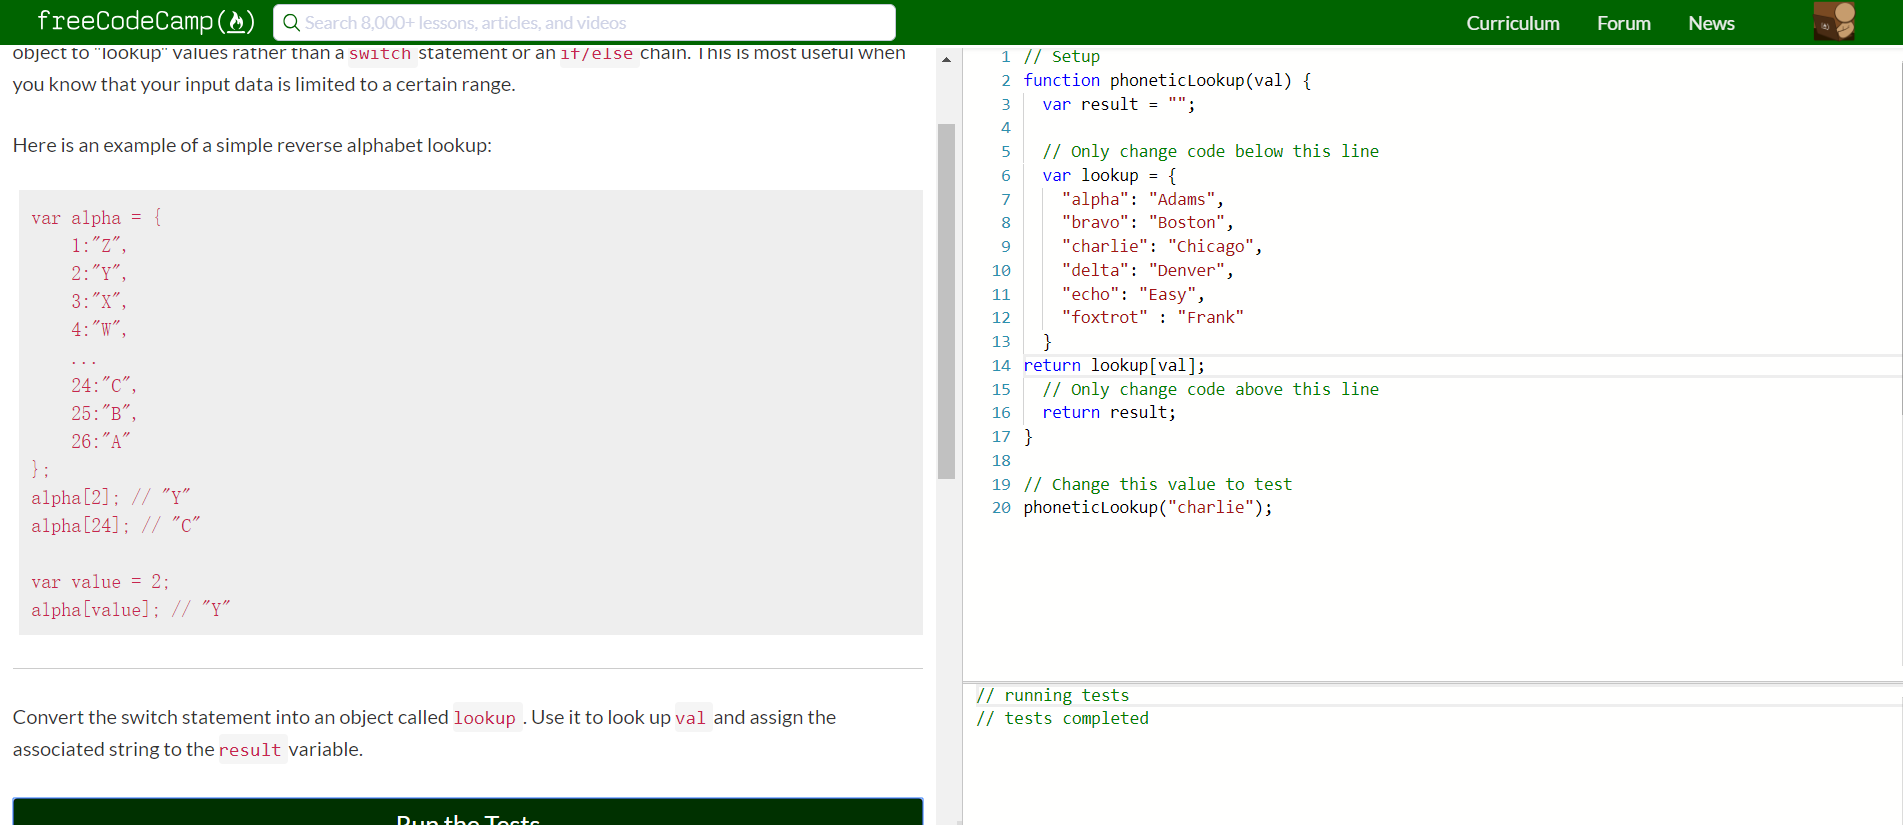 freeCodeCamp
Search 8,000+ lessons, articles, and videos
Curriculum Forum News
object to "lookup" values rather than a switch statement or an if/else chain. This is most useful when
you know that your input data is limited to a certain range.
Here is an example of a simple reverse alphabet lookup:
var alpha = {
1:"Z",
2:"Y",
3:"X",
4:"W",
...
24:"C",
25:"B",
26:"A"
};
alpha[2]; // "Y"
alpha[24]; // "C"
var value = 2;
alpha[value]; // "Y"
Convert the switch statement into an object called lookup . Use it to look up val and assign the
associated string to the result variable.
Run the Tests
1 // Setup
2 function phoneticLookup(val) {
3 var result = "";
4
5 // Only change code below this line
6 var lookup = {
7 "alpha": "Adams",
8 "bravo": "Boston",
9 "charlie": "Chicago",
10 "delta": "Denver",
11 "echo": "Easy",
12 "foxtrot" : "Frank"
13 }
14 return lookup[val];
15 // Only change code above this line
16 return result;
17 }
18
19 // Change this value to test
20 phoneticLookup("charlie");
// running tests
// tests completed